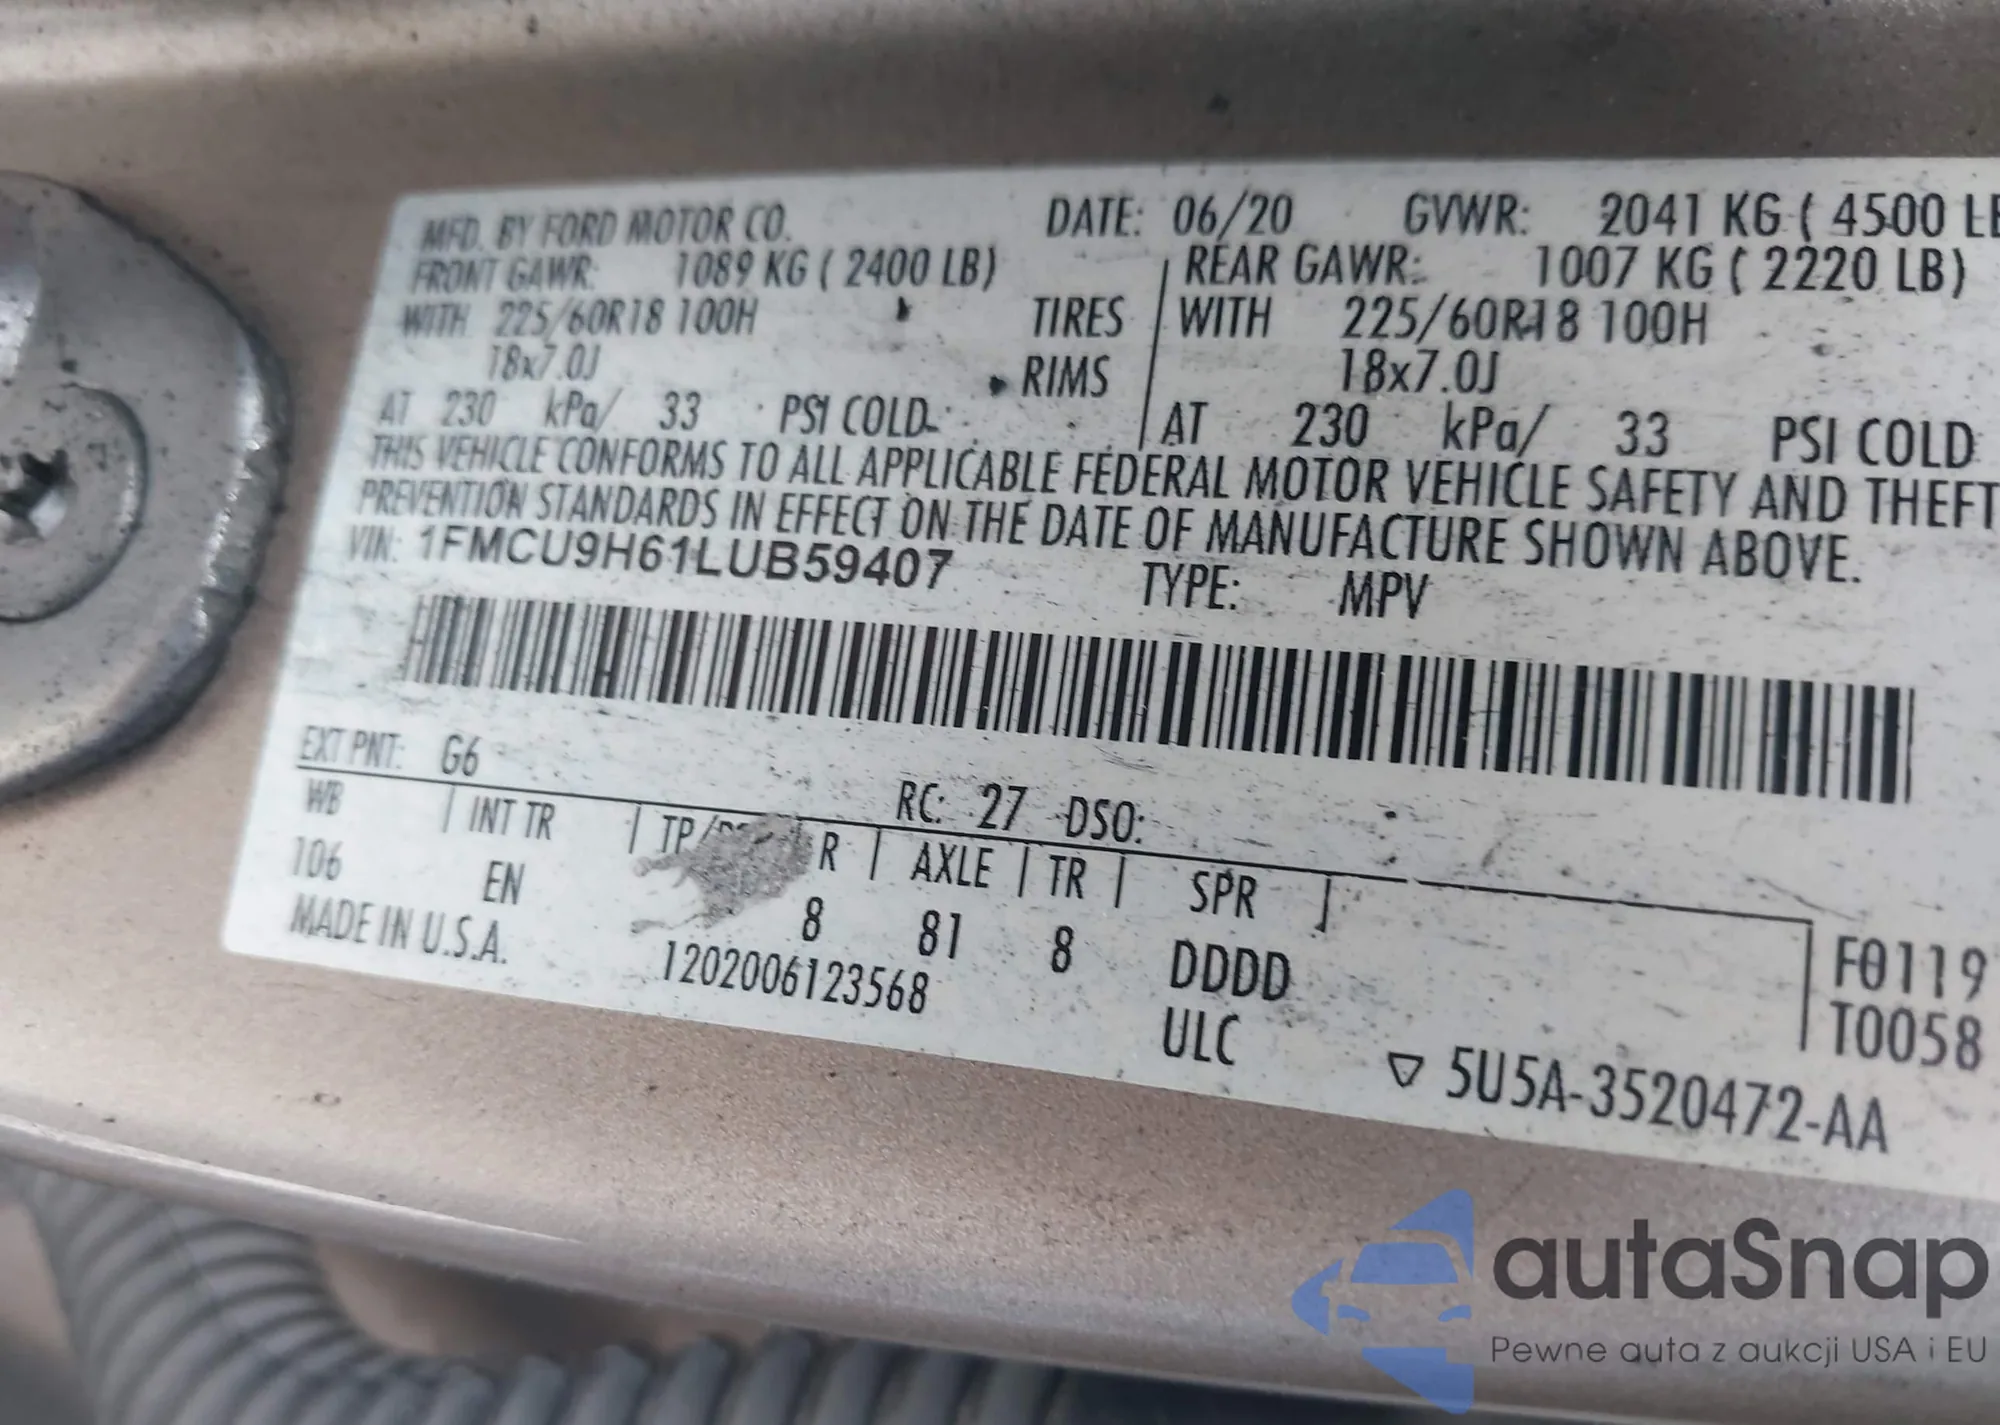 MFD. BY FORD MOTOR CO. DATE: 06/20 GVWR: 2041 KG ( 4500 LB
FRONT GAWR: 1089 KG ( 2400 LB) REAR GAWR: 1007 KG ( 2220 LB)
WITH 225/60R18 100H TIRES WITH 225/60R18 100H
18x7.0J RIMS 18x7.0J
AT 230 kPa/ 33 PSI COLD AT 230 kPa/ 33 PSI COLD
THIS VEHICLE CONFORMS TO ALL APPLICABLE FEDERAL MOTOR VEHICLE SAFETY AND THEFT
PREVENTION STANDARDS IN EFFECT ON THE DATE OF MANUFACTURE SHOWN ABOVE.
VIN: 1FMCU9H61LUB59407 TYPE: MPV
EXT PNT: G6 RC: 27 DSO:
WB INT TR TP/ R AXLE TR SPR
106 EN 8 81 8 DDDD F0119
MADE IN U.S.A. 1202006123568 ULC T0058
5U5A-3520472-AA
autaSnap
Pewne auta z aukcji USA i EU